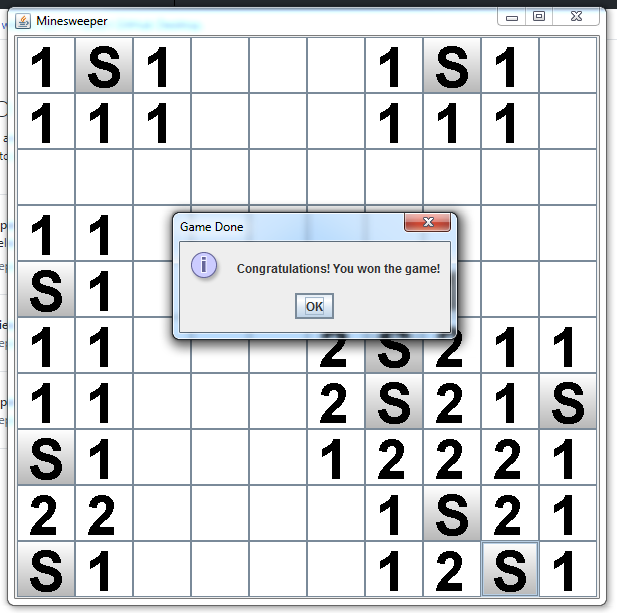 Minesweeper
1 S 1 1 S 1
1 1 1 1 1 1
1 1
Game Done
Congratulations! You won the game!
S 1
OK
1 1 2 S 2 1 1
1 1 2 S 2 1 S
S 1 1 2 2 2 1
2 2 1 S 2 1
S 1 1 2 S 1